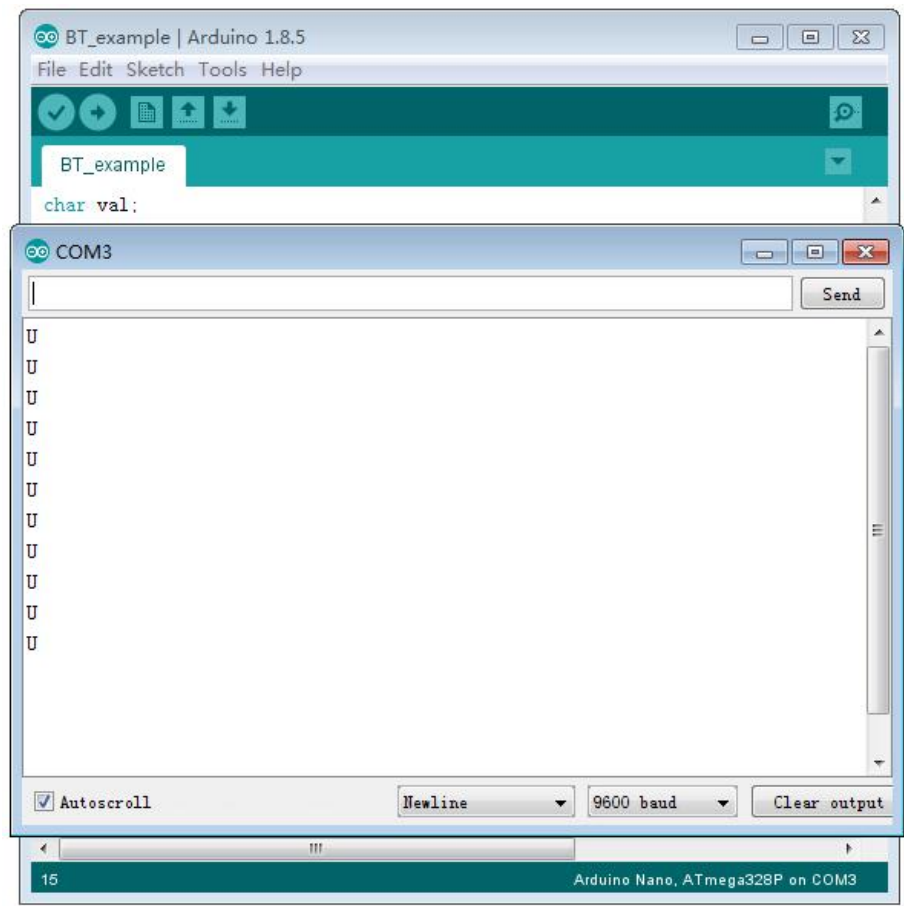 BT_example | Arduino 1.8.5
File Edit Sketch Tools Help
BT_example
char val;
COM3
Send
U
U
U
U
U
U
U
U
U
U
U
Autoscroll Newline 9600 baud Clear output
15 Arduino Nano, ATmega328P on COM3